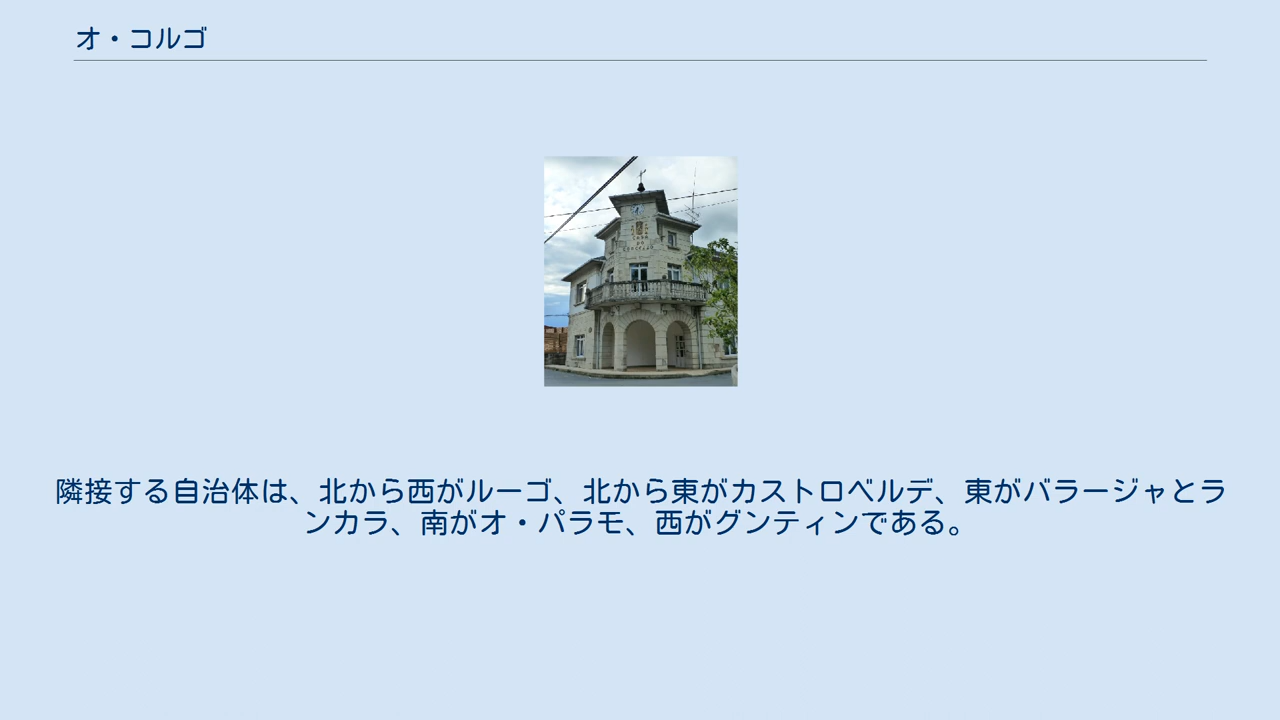 オ・コルゴ
隣接する自治体は、北から西がルーゴ、北から東がカストロベルデ、東がバラージャとラ
ンカラ、南がオ・パラモ、西がグンティンである。